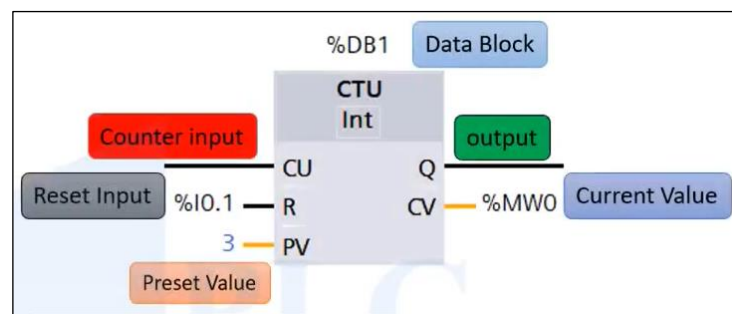 %DB1 Data Block
CTU
Int
Counter input output
CU Q
Reset Input %I0.1 R CV %MW0 Current Value
3 PV
Preset Value
PLC